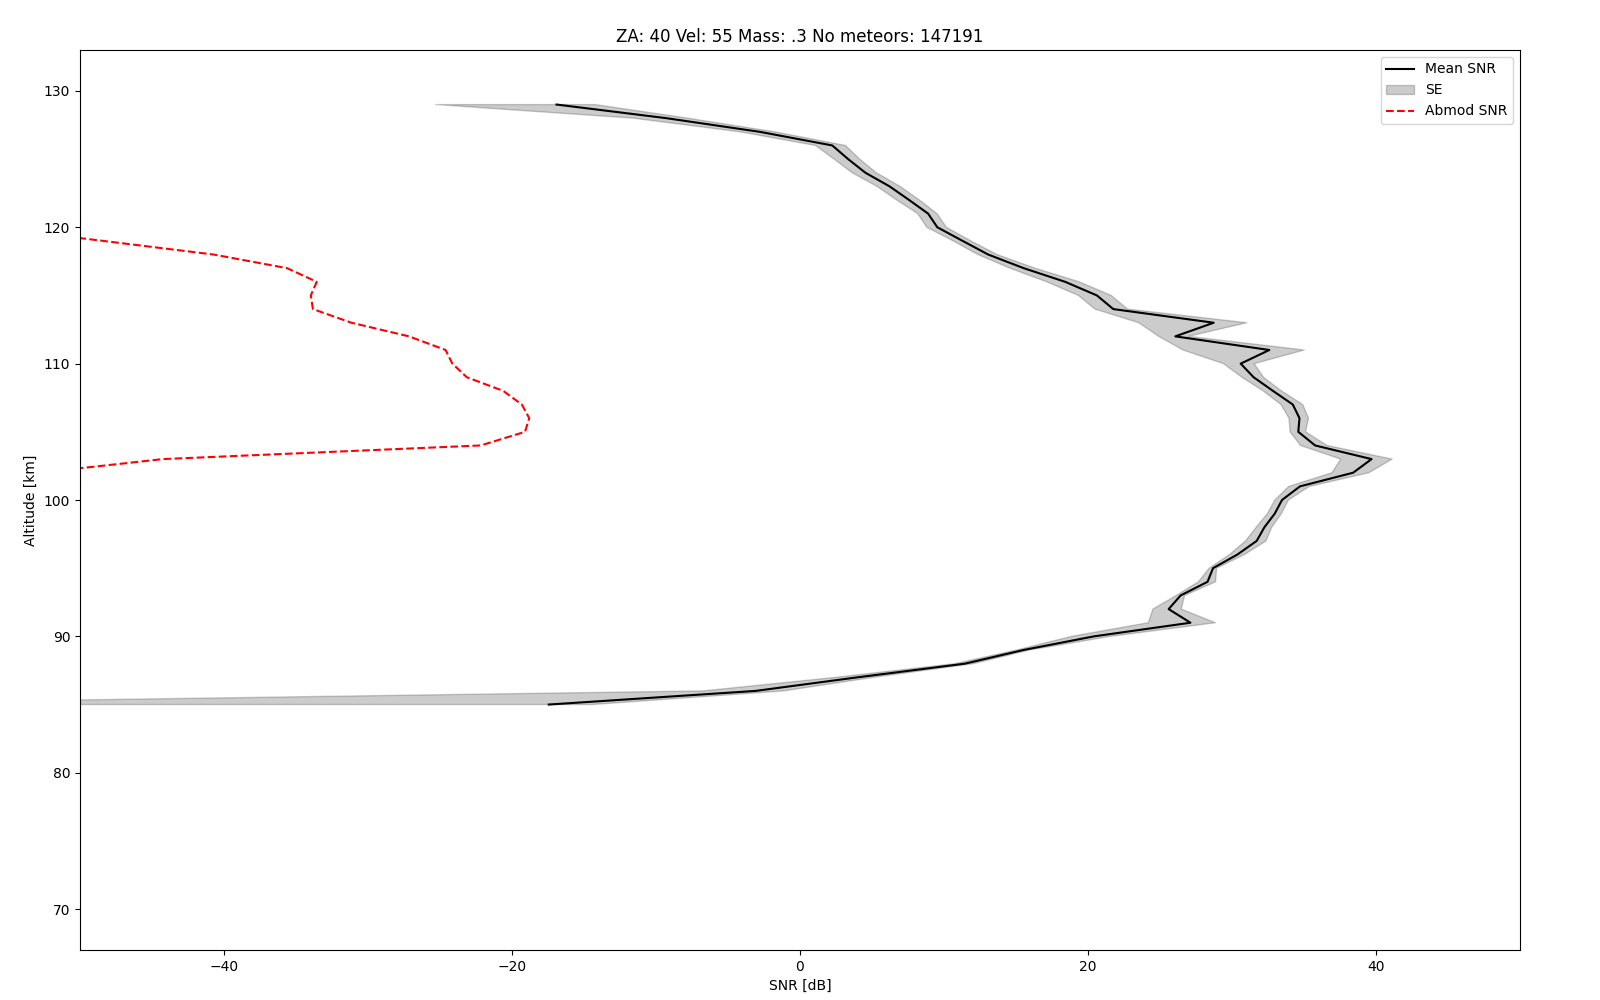 ZA: 40 Vel: 55 Mass: .3 No meteors: 147191
Mean SNR
SE
Abmod SNR
130
120
110
100
90
80
70
Altitude [km]
−40
−20
0
20
40
SNR [dB]